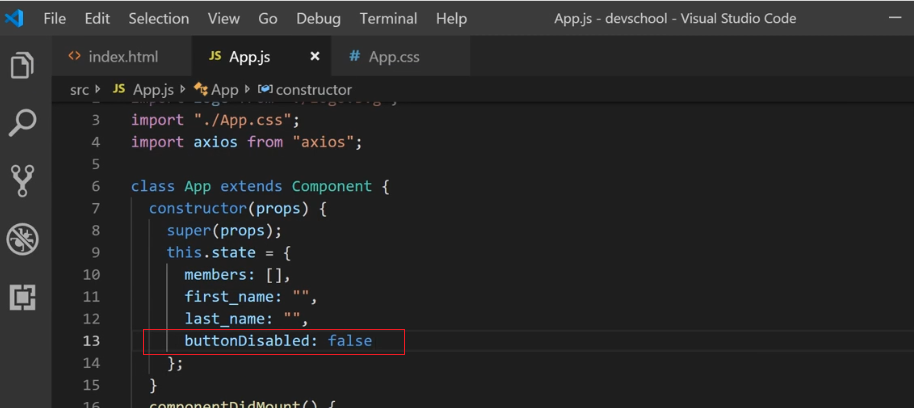 File Edit Selection View Go Debug Terminal Help App.js - devschool - Visual Studio Code
index.html JS App.js × # App.css
src JS App.js App constructor
3 import "./App.css";
4 import axios from "axios";
5
6 class App extends Component {
7 constructor(props) {
8 super(props);
9 this.state = {
10 members: [],
11 first_name: "",
12 last_name: "",
13 buttonDisabled: false
14 };
15 }
16 componentDidMount() {